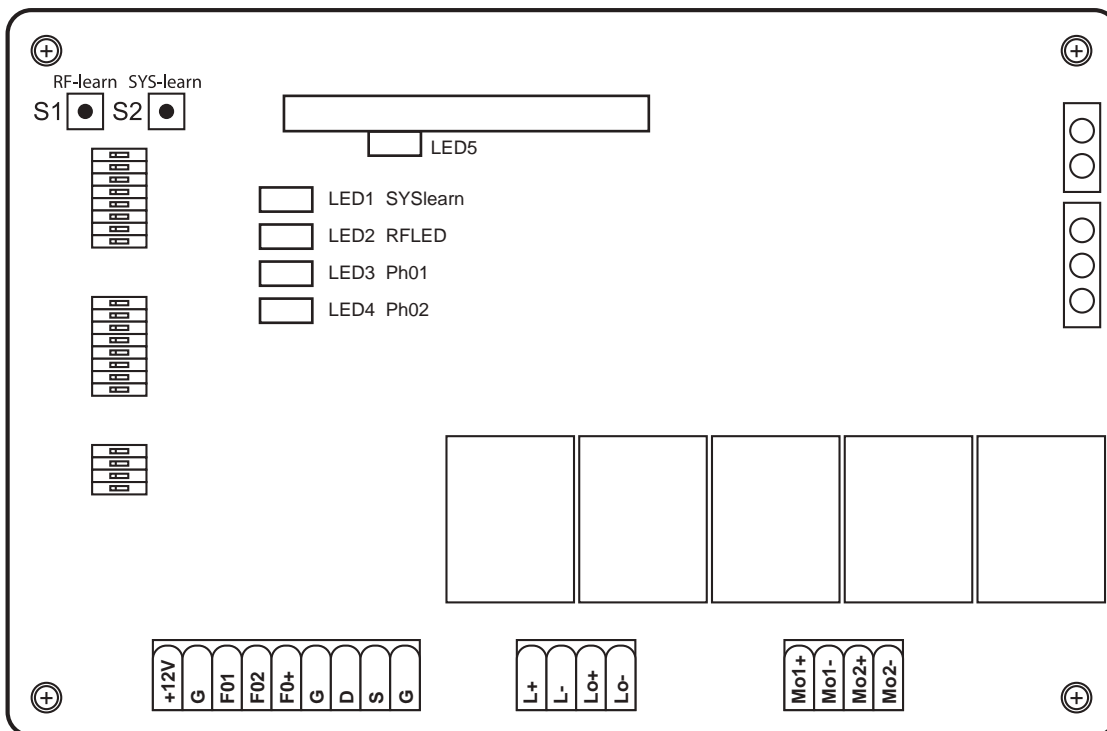 RF-learn SYS-learn
S1 S2
LED5
LED1 SYSlearn
LED2 RFLED
LED3 Ph01
LED4 Ph02
+12V G F01 F02 F0+ G D S G
L+ L- Lo+ Lo-
Mo1+ Mo1- Mo2+ Mo2-